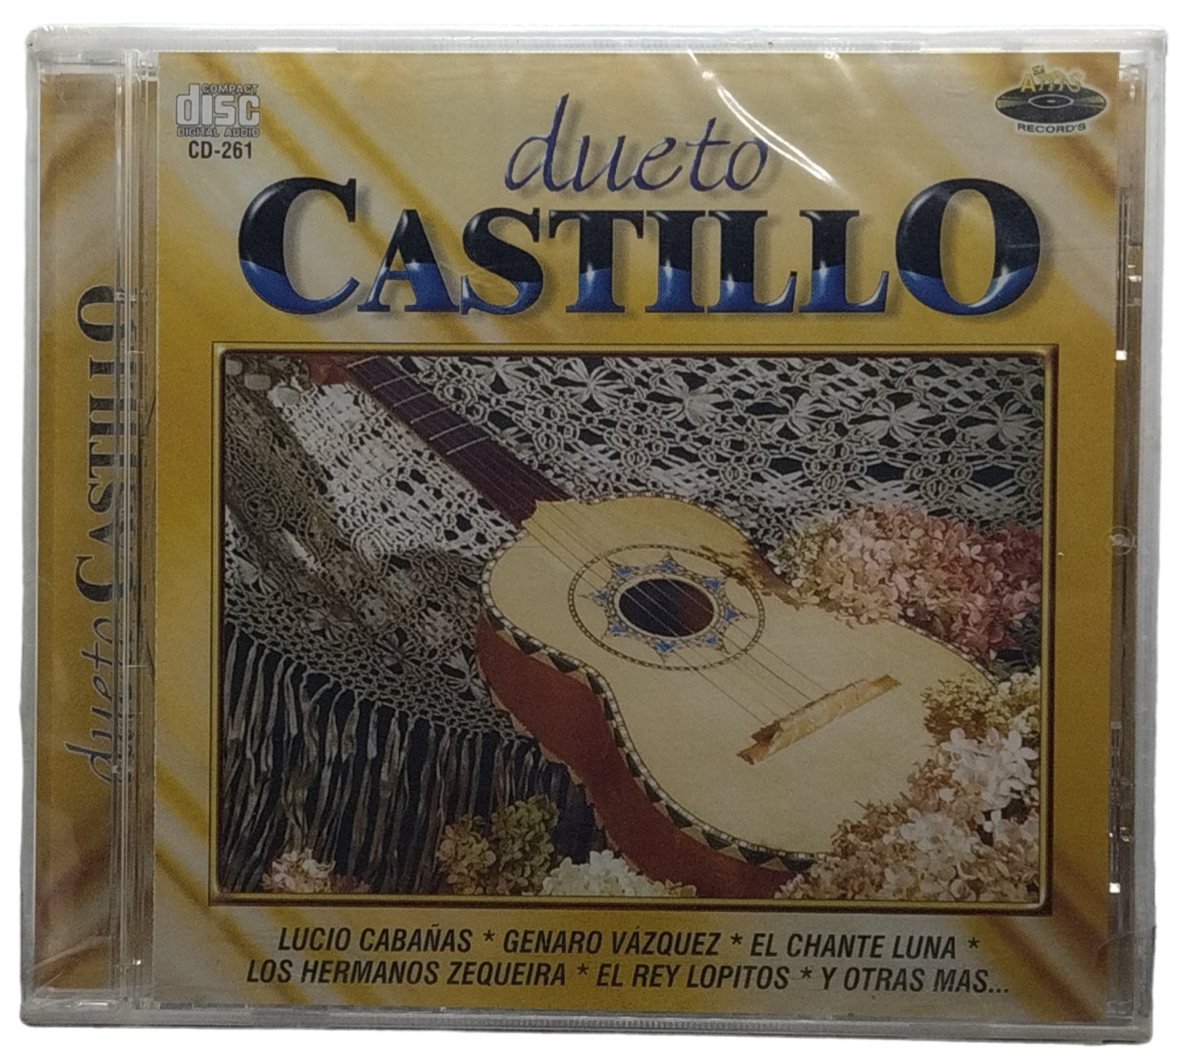 COMPACT
disc
DIGITAL AUDIO
CD-261
dueto
CASTILLO
RECORD'S
dueto CASTILLO
LUCIO CABAÑAS * GENARO VÁZQUEZ * EL CHANTE LUNA *
LOS HERMANOS ZEQUEIRA * EL REY LOPITOS * Y OTRAS MAS...